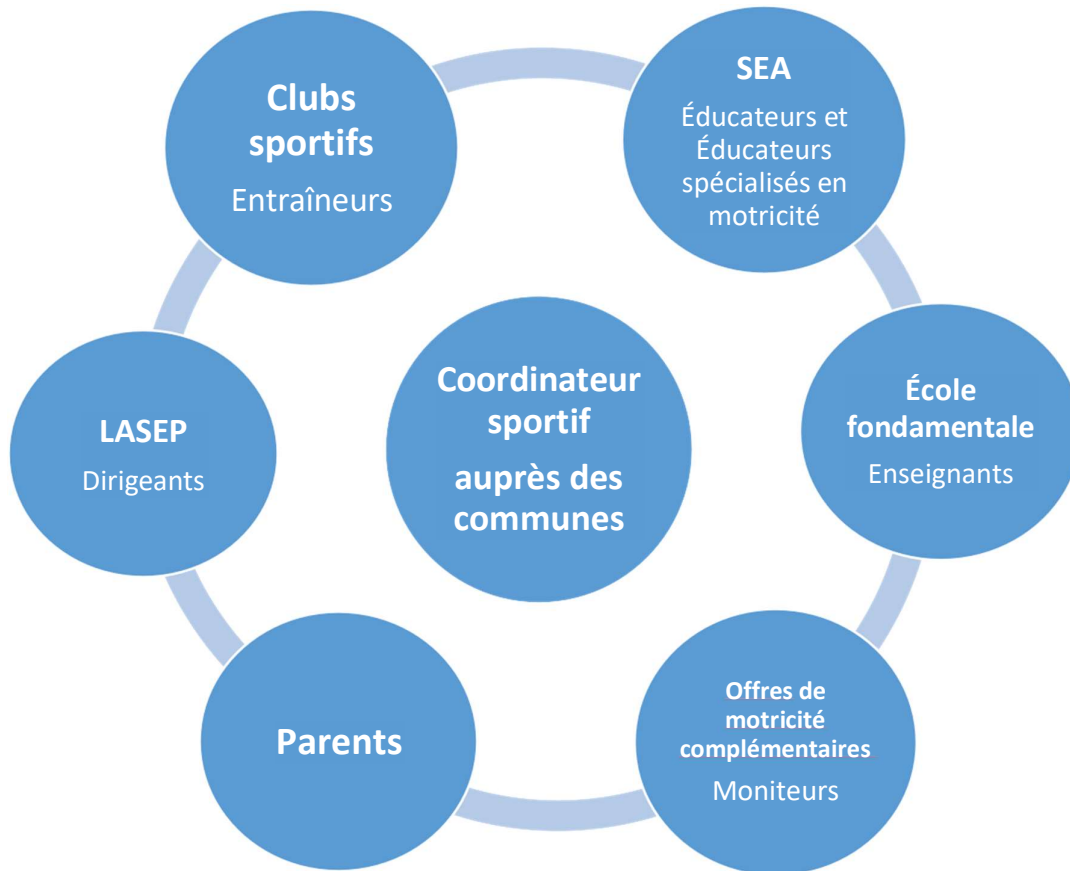 Clubs
sportifs
Entraîneurs
SEA
Éducateurs et
Éducateurs
spécialisés en
motricité
École
fondamentale
Enseignants
Offres de
motricité
complémentaires
Moniteurs
Parents
LASEP
Dirigeants
Coordinateur
sportif
auprès des
communes